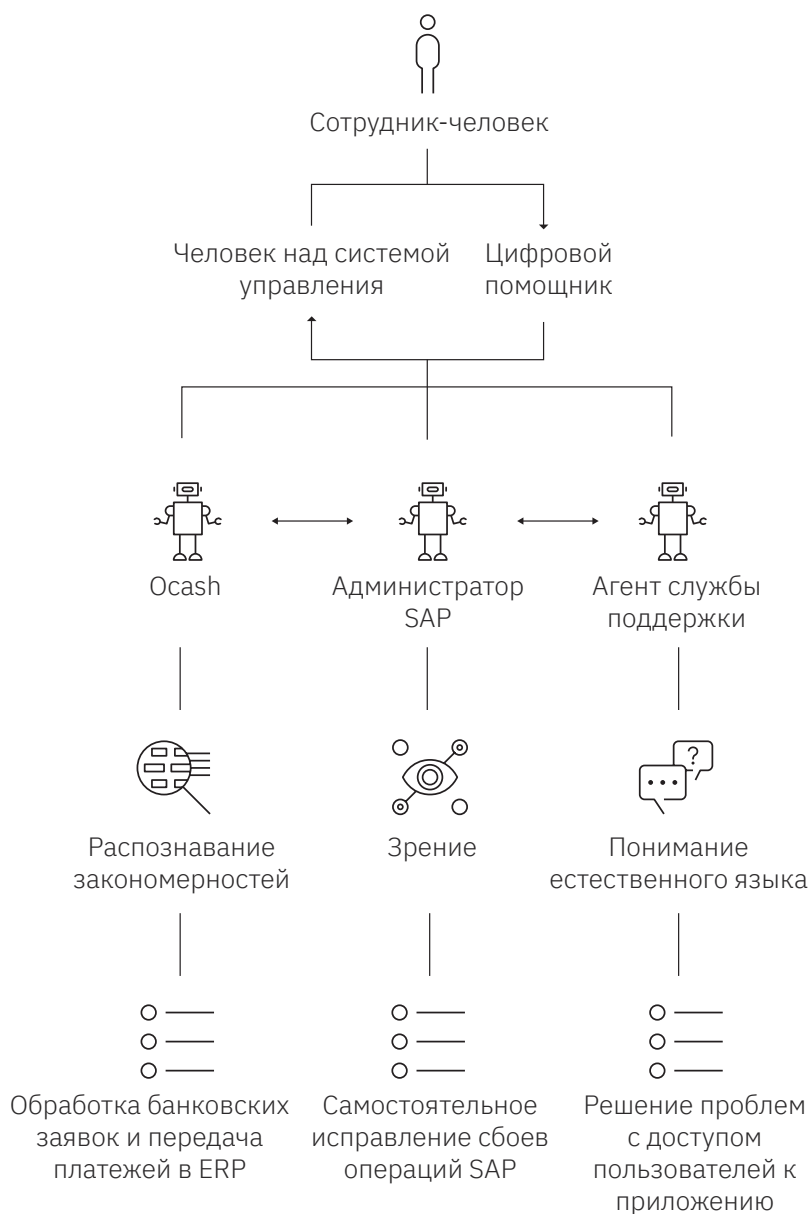 Сотрудник-человек
Человек над системой
управления
Цифровой
помощник
Ocash
Администратор
SAP
Агент службы
поддержки
?
Распознавание
закономерностей
Зрение
Понимание
естественного языка
Обработка банковских
заявок и передача
платежей в ERP
Самостоятельное
исправление сбоев
операций SAP
Решение проблем
с доступом
пользователей к
приложению